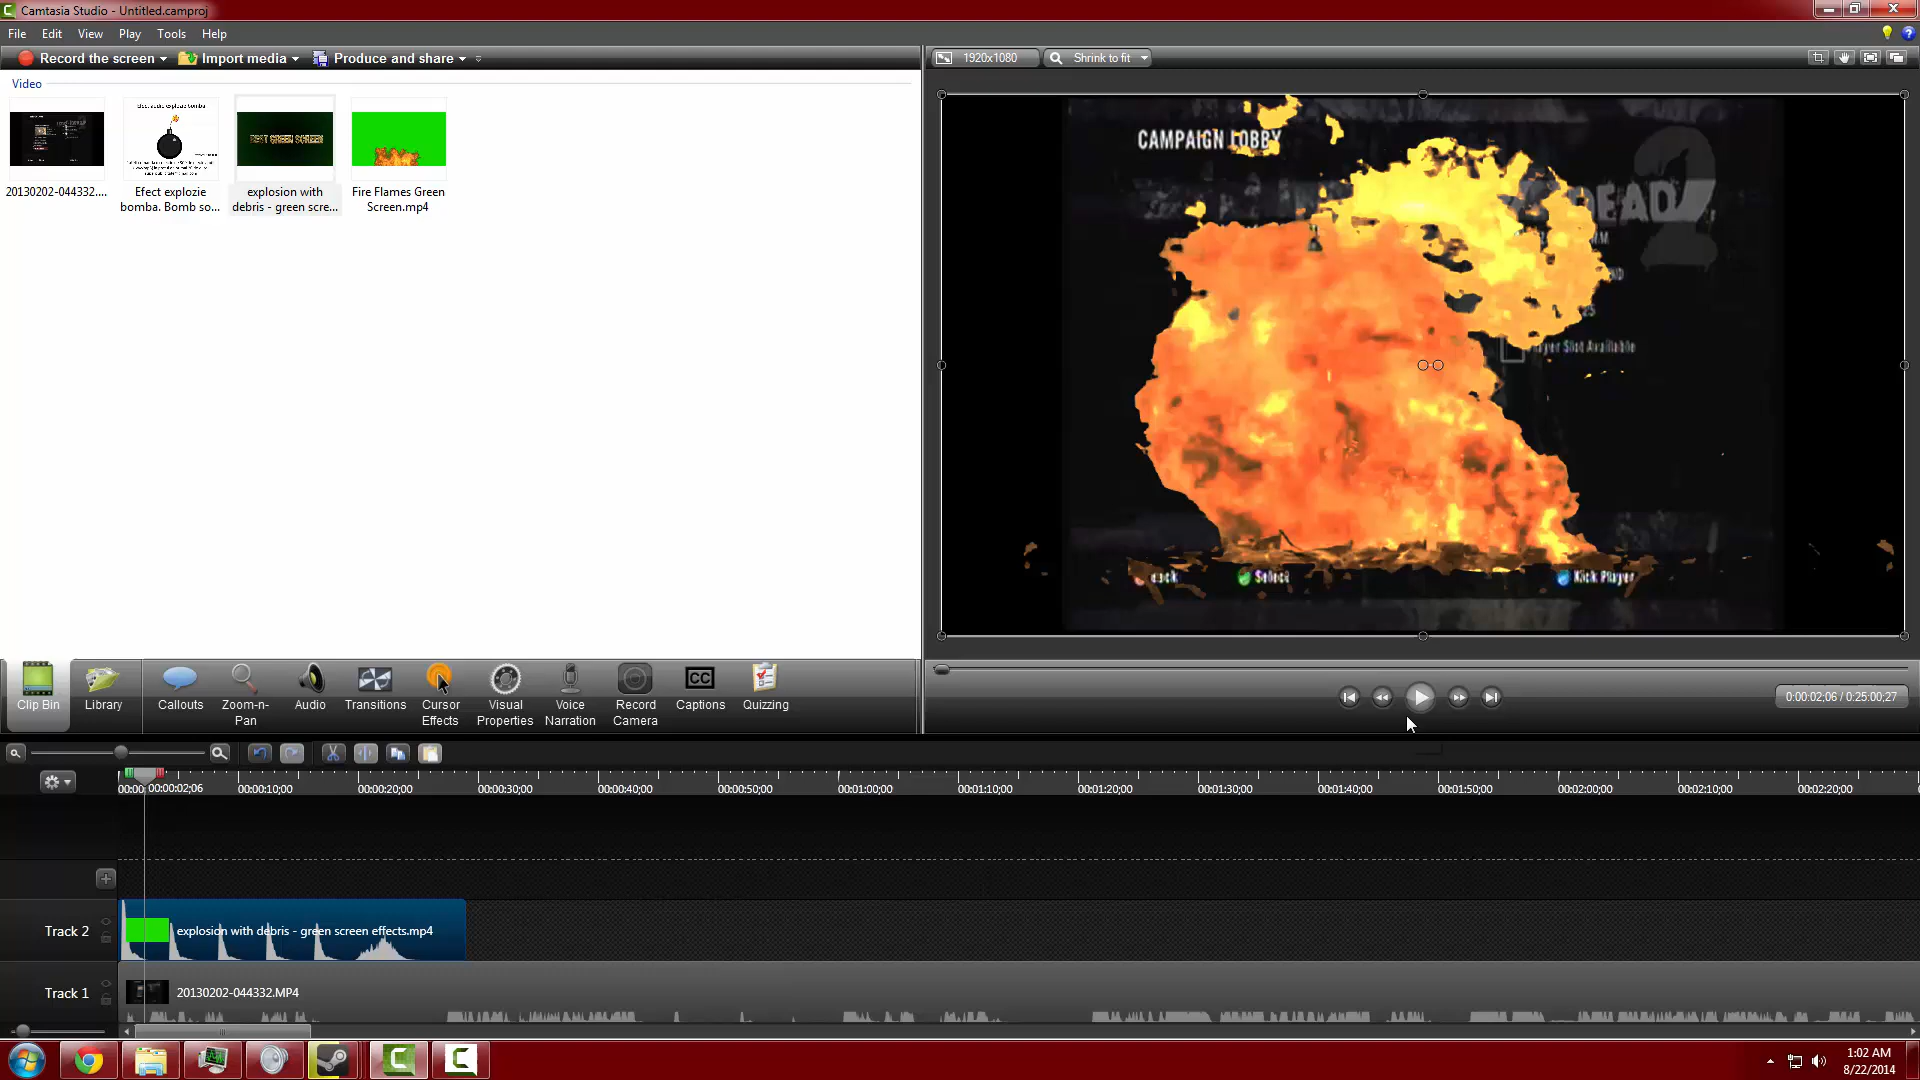 Camtasia Studio - Untitled.camproj
File Edit View Play Tools Help
Record the screen Import media Produce and share
1920x1080 Shrink to fit
Video
20130202-044332....
Efect explozie
bomba. Bomb so...
explosion with
debris - green scre...
Fire Flames Green
Screen.mp4
CAMPAIGN LOBBY
DEAD 2
Player Slot Available
Select
Kick Player
Clip Bin
Library
Callouts
Zoom-n-
Pan
Audio
Transitions
Cursor
Effects
Visual
Properties
Voice
Narration
Record
Camera
CC
Captions
Quizzing
0:00:02;06 / 0:25:00;27
00:00 00:00:02;06 00:00:10;00 00:00:20;00 00:00:30;00 00:00:40;00 00:00:50;00 00:01:00;00 00:01:10;00 00:01:20;00 00:01:30;00 00:01:40;00 00:01:50;00 00:02:00;00 00:02:10;00 00:02:20;00
Track 2
explosion with debris - green screen effects.mp4
Track 1
20130202-044332.MP4
1:02 AM
8/22/2014